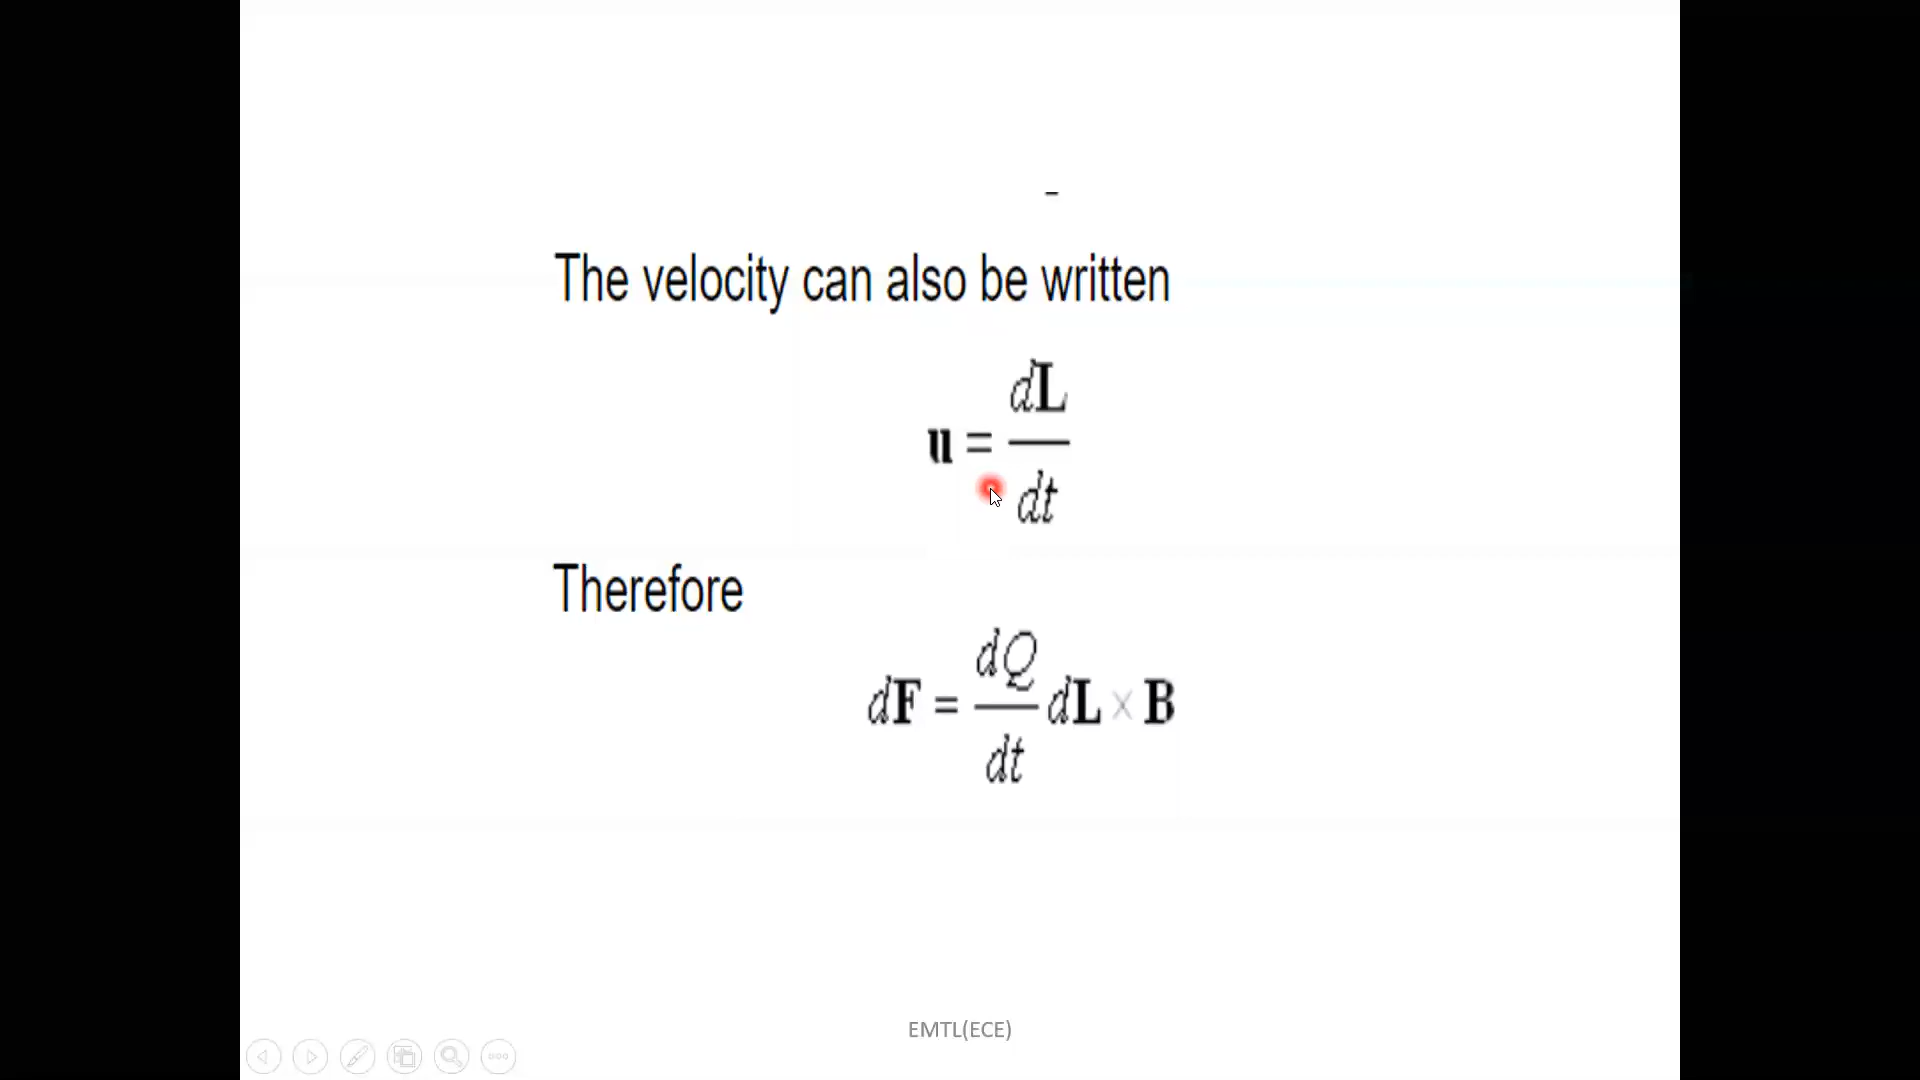 The velocity can also be written
u = dL/dt
Therefore
dF = dQ/dt dL × B
EMTL(ECE)